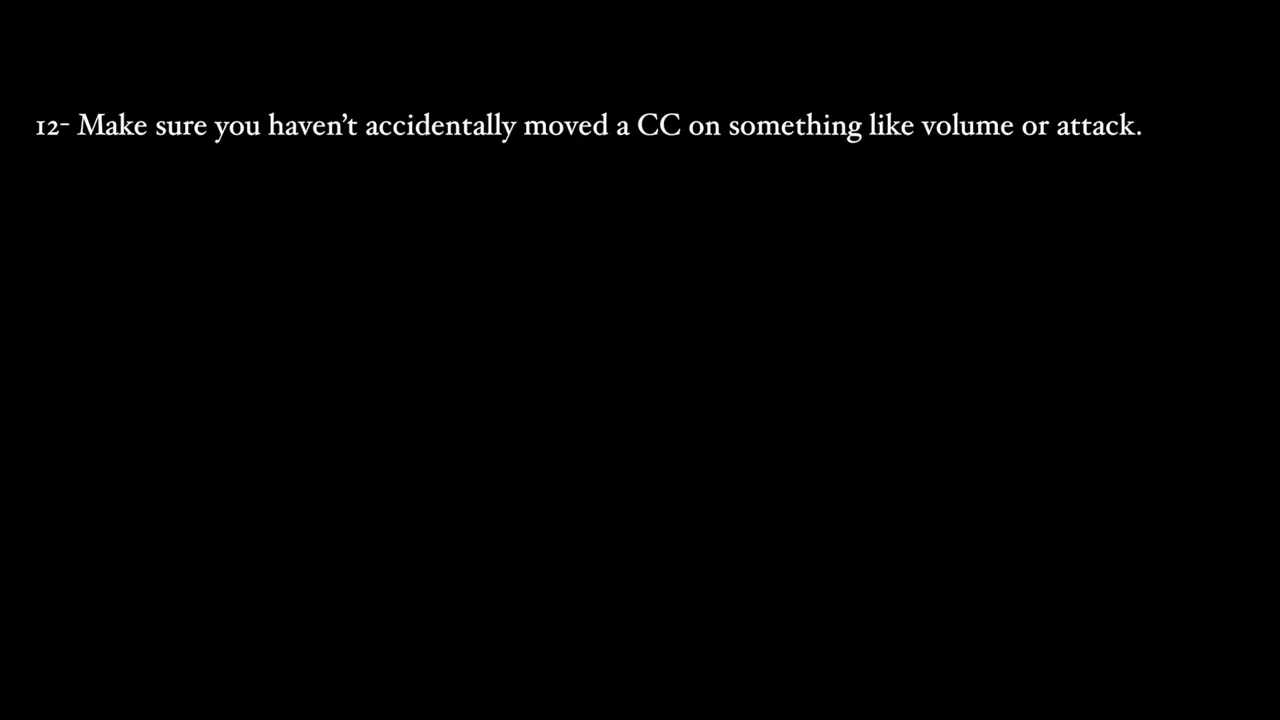 12- Make sure you haven’t accidentally moved a CC on something like volume or attack.